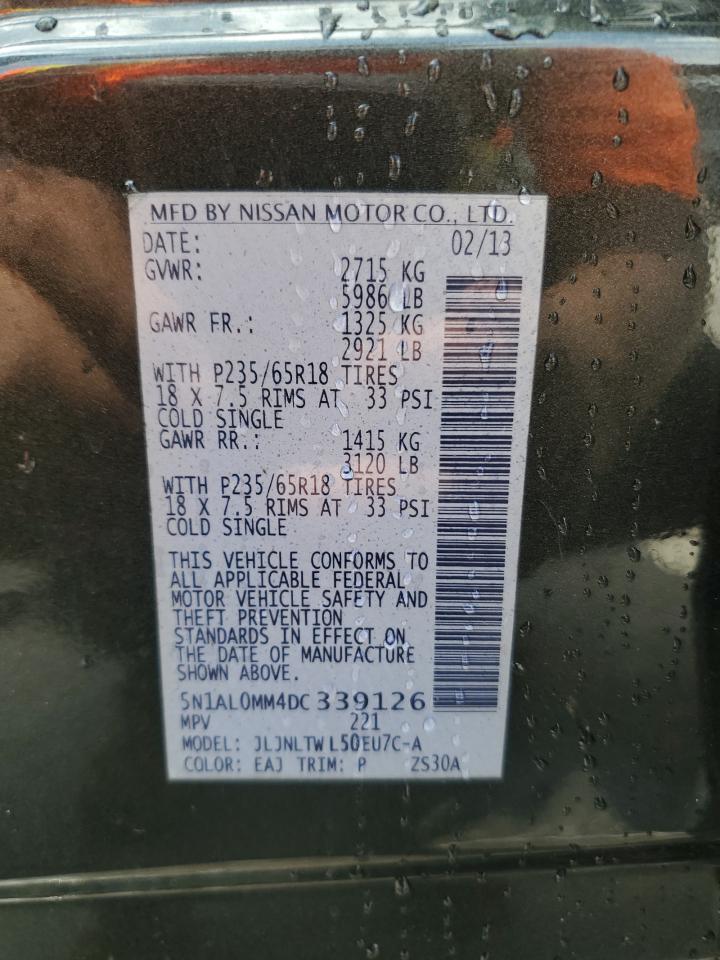 MFD BY NISSAN MOTOR CO., LTD.
DATE: 02/13
GVWR: 2715 KG
5986 LB
GAWR FR.: 1325 KG
2921 LB
WITH P235/65R18 TIRES
18 X 7.5 RIMS AT 33 PSI
COLD SINGLE
GAWR RR.: 1415 KG
3120 LB
WITH P235/65R18 TIRES
18 X 7.5 RIMS AT 33 PSI
COLD SINGLE
THIS VEHICLE CONFORMS TO
ALL APPLICABLE FEDERAL
MOTOR VEHICLE SAFETY AND
THEFT PREVENTION
STANDARDS IN EFFECT ON
THE DATE OF MANUFACTURE
SHOWN ABOVE.
5N1AL0MM4DC339126
MPV 221
MODEL: JLJNLTWL50EU7C-A
COLOR: EAJ TRIM: P ZS30A